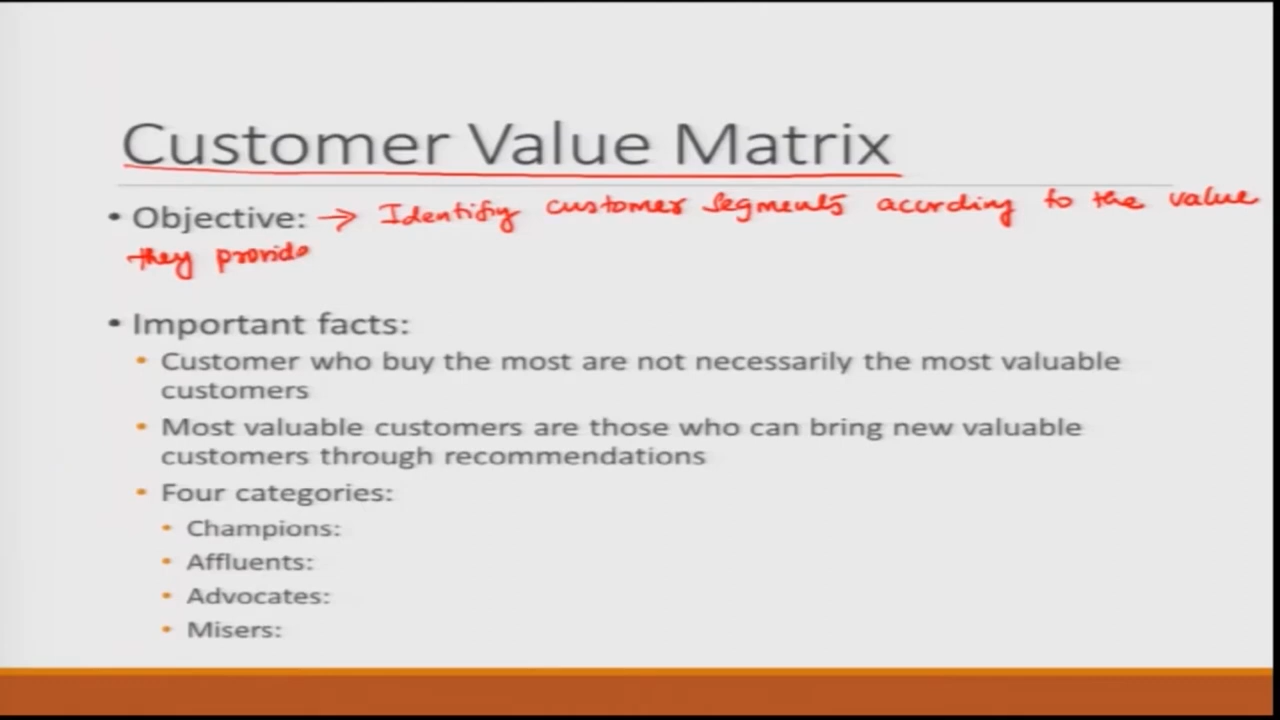 Customer Value Matrix
• Objective: → Identify customer segments according to the value
they provide
• Important facts:
• Customer who buy the most are not necessarily the most valuable
customers
• Most valuable customers are those who can bring new valuable
customers through recommendations
• Four categories:
• Champions:
• Affluents:
• Advocates:
• Misers: